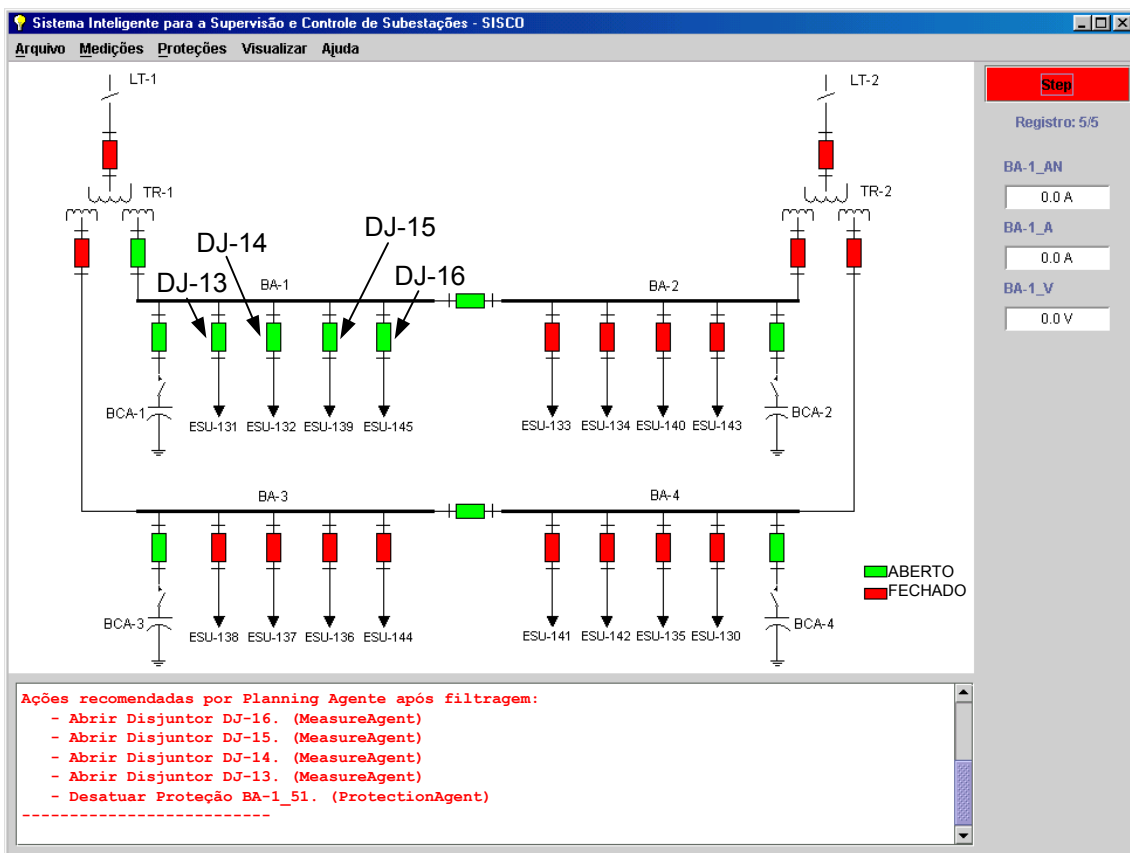 Sistema Inteligente para a Supervisão e Controle de Subestações - SISCO
Arquivo Medições Proteções Visualizar Ajuda
LT-1
LT-2
Step
Registro: 5/5
BA-1_AN
0.0 A
BA-1_A
0.0 A
BA-1_V
0.0 V
TR-1
TR-2
DJ-13
DJ-14
DJ-15
DJ-16
BA-1
BA-2
BCA-1
ESU-131 ESU-132 ESU-139 ESU-145
ESU-133 ESU-134 ESU-140 ESU-143
BCA-2
BA-3
BA-4
ABERTO
FECHADO
BCA-3
ESU-138 ESU-137 ESU-136 ESU-144
ESU-141 ESU-142 ESU-135 ESU-130
BCA-4
Ações recomendadas por Planning Agente após filtragem:
- Abrir Disjuntor DJ-16. (MeasureAgent)
- Abrir Disjuntor DJ-15. (MeasureAgent)
- Abrir Disjuntor DJ-14. (MeasureAgent)
- Abrir Disjuntor DJ-13. (MeasureAgent)
- Desatuar Proteção BA-1_51. (ProtectionAgent)
--------------------------